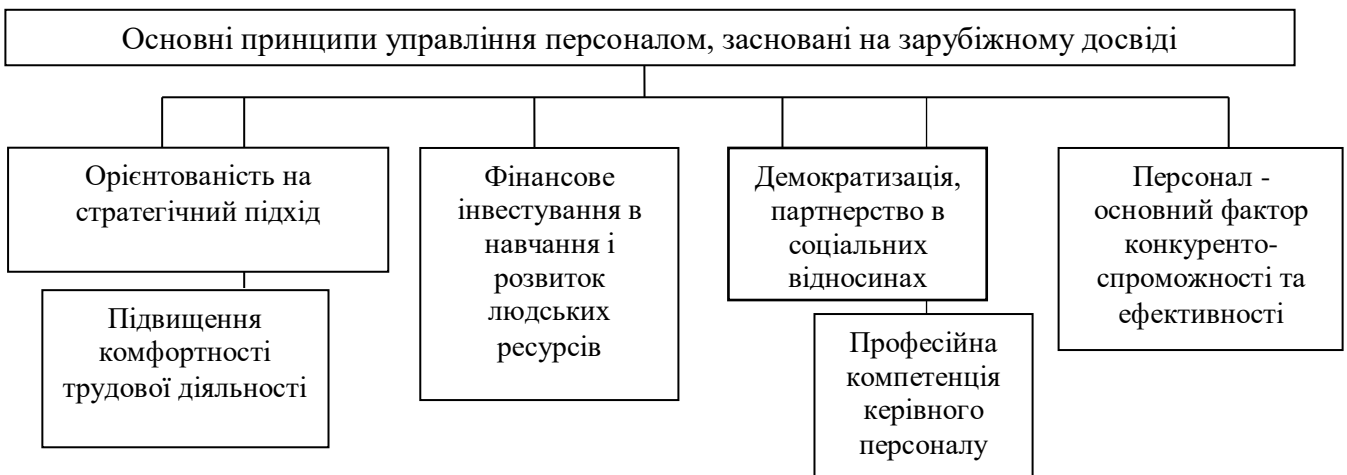 Основні принципи управління персоналом, засновані на зарубіжному досвіді
Орієнтованість на
стратегічний підхід
Підвищення
комфортності
трудової діяльності
Фінансове
інвестування в
навчання і
розвиток
людських
ресурсів
Демократизація,
партнерство в
соціальних
відносинах
Професійна
компетенція
керівного
персоналу
Персонал -
основний фактор
конкуренто-
спроможності та
ефективності